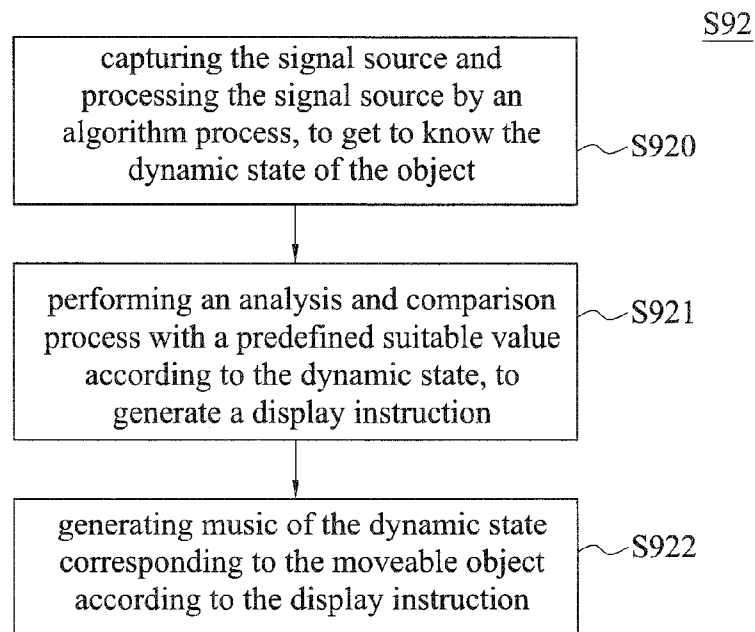 S92
capturing the signal source and
processing the signal source by an
algorithm process, to get to know the
dynamic state of the object
S920
performing an analysis and comparison
process with a predefined suitable value
according to the dynamic state, to
generate a display instruction
S921
generating music of the dynamic state
corresponding to the moveable object
according to the display instruction
S922